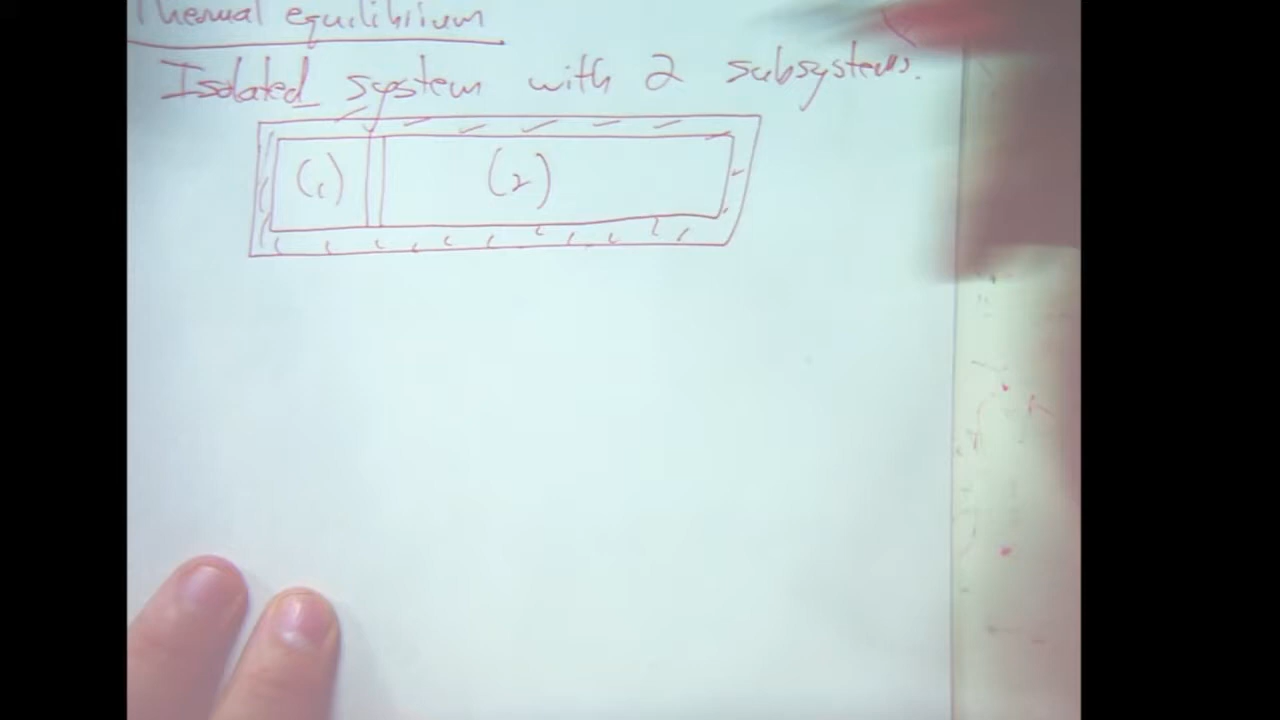 Thermal equilibrium
Isolated system with 2 subsystems.
(1) (2)